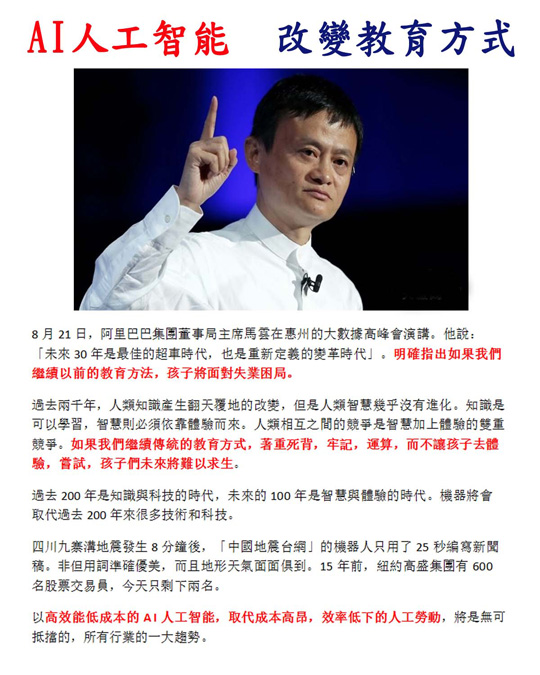 AI人工智能 改變教育方式
8 月 21 日，阿里巴巴集團董事局主席馬雲在惠州的大數據高峰會演講。他說：
「未來 30 年是最佳的超車時代，也是重新定義的變革時代」。明確指出如果我們
繼續以前的教育方法，孩子將面對失業困局。
過去兩千年，人類知識產生翻天覆地的改變，但是人類智慧幾乎沒有進化。知識是
可以學習，智慧則必須依靠體驗而來。人類相互之間的競爭是智慧加上體驗的雙重
競爭。如果我們繼續傳統的教育方式，著重死背，牢記，運算，而不讓孩子去體
驗，嘗試，孩子們未來將難以求生。
過去 200 年是知識與科技的時代，未來的 100 年是智慧與體驗的時代。機器將會
取代過去 200 年來很多技術和科技。
四川九寨溝地震發生 8 分鐘後，「中國地震台網」的機器人只用了 25 秒編寫新聞
稿。非但用詞準確優美，而且地形天氣面面俱到。15 年前，紐約高盛集團有 600
名股票交易員，今天只剩下兩名。
以高效能低成本的 AI 人工智能，取代成本高昂，效率低下的人工勞動，將是無可
抵擋的，所有行業的一大趨勢。